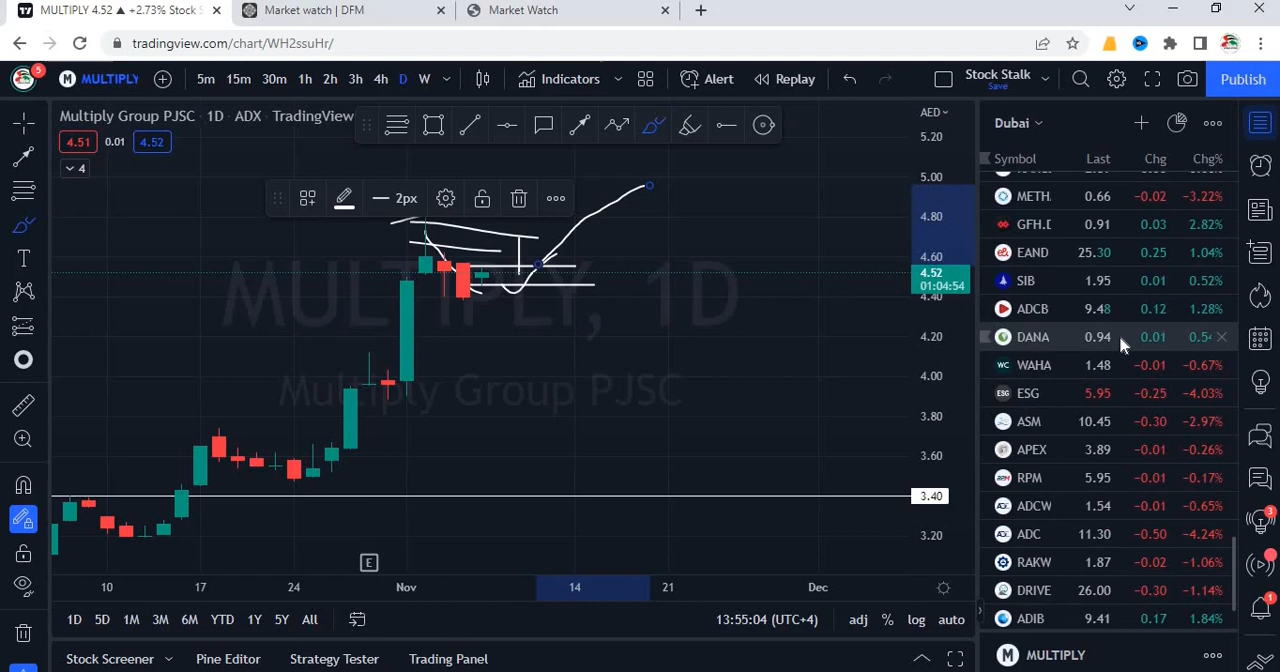 MULTIPLY 4.52 ▲ +2.73% Stock S
Market watch | DFM
Market Watch
tradingview.com/chart/WH2ssuHr/
5
M MULTIPLY
5m 15m 30m 1h 2h 3h 4h D W
Indicators
Alert
Replay
Stock Stalk
Save
Publish
Multiply Group PJSC · 1D · ADX · TradingView
4.51 0.01 4.52
4
2px
MULTIPLY, 1D
Multiply Group PJSC
AED
5.20
5.00
4.80
4.60
4.52
01:04:54
4.40
4.20
4.00
3.80
3.60
3.40
3.20
E
10 17 24 Nov 14 21 Dec
1D 5D 1M 3M 6M YTD 1Y 5Y All
13:55:04 (UTC+4)
adj % log auto
Stock Screener
Pine Editor
Strategy Tester
Trading Panel
Dubai
Symbol Last Chg Chg%
METH. 0.66 −0.02 −3.22%
GFH.D 0.91 0.03 2.82%
EAND 25.30 0.25 1.00%
SIB 1.95 0.01 0.52%
ADCB 9.48 0.12 1.28%
DANA 0.94 0.01 0.54
WC WAHA 1.48 −0.01 −0.67%
ESG ESG 5.95 −0.25 −4.03%
ASM 10.45 −0.30 −2.97%
APEX 3.89 −0.01 −0.26%
RPM RPM 5.95 −0.01 −0.17%
ADCW 1.54 −0.01 −0.65%
ADC 11.30 −0.50 −4.24%
RAKW 1.87 −0.02 −1.06%
DRIVE 26.00 −0.30 −1.14%
ADIB 9.41 0.17 1.84%
M MULTIPLY
3
1